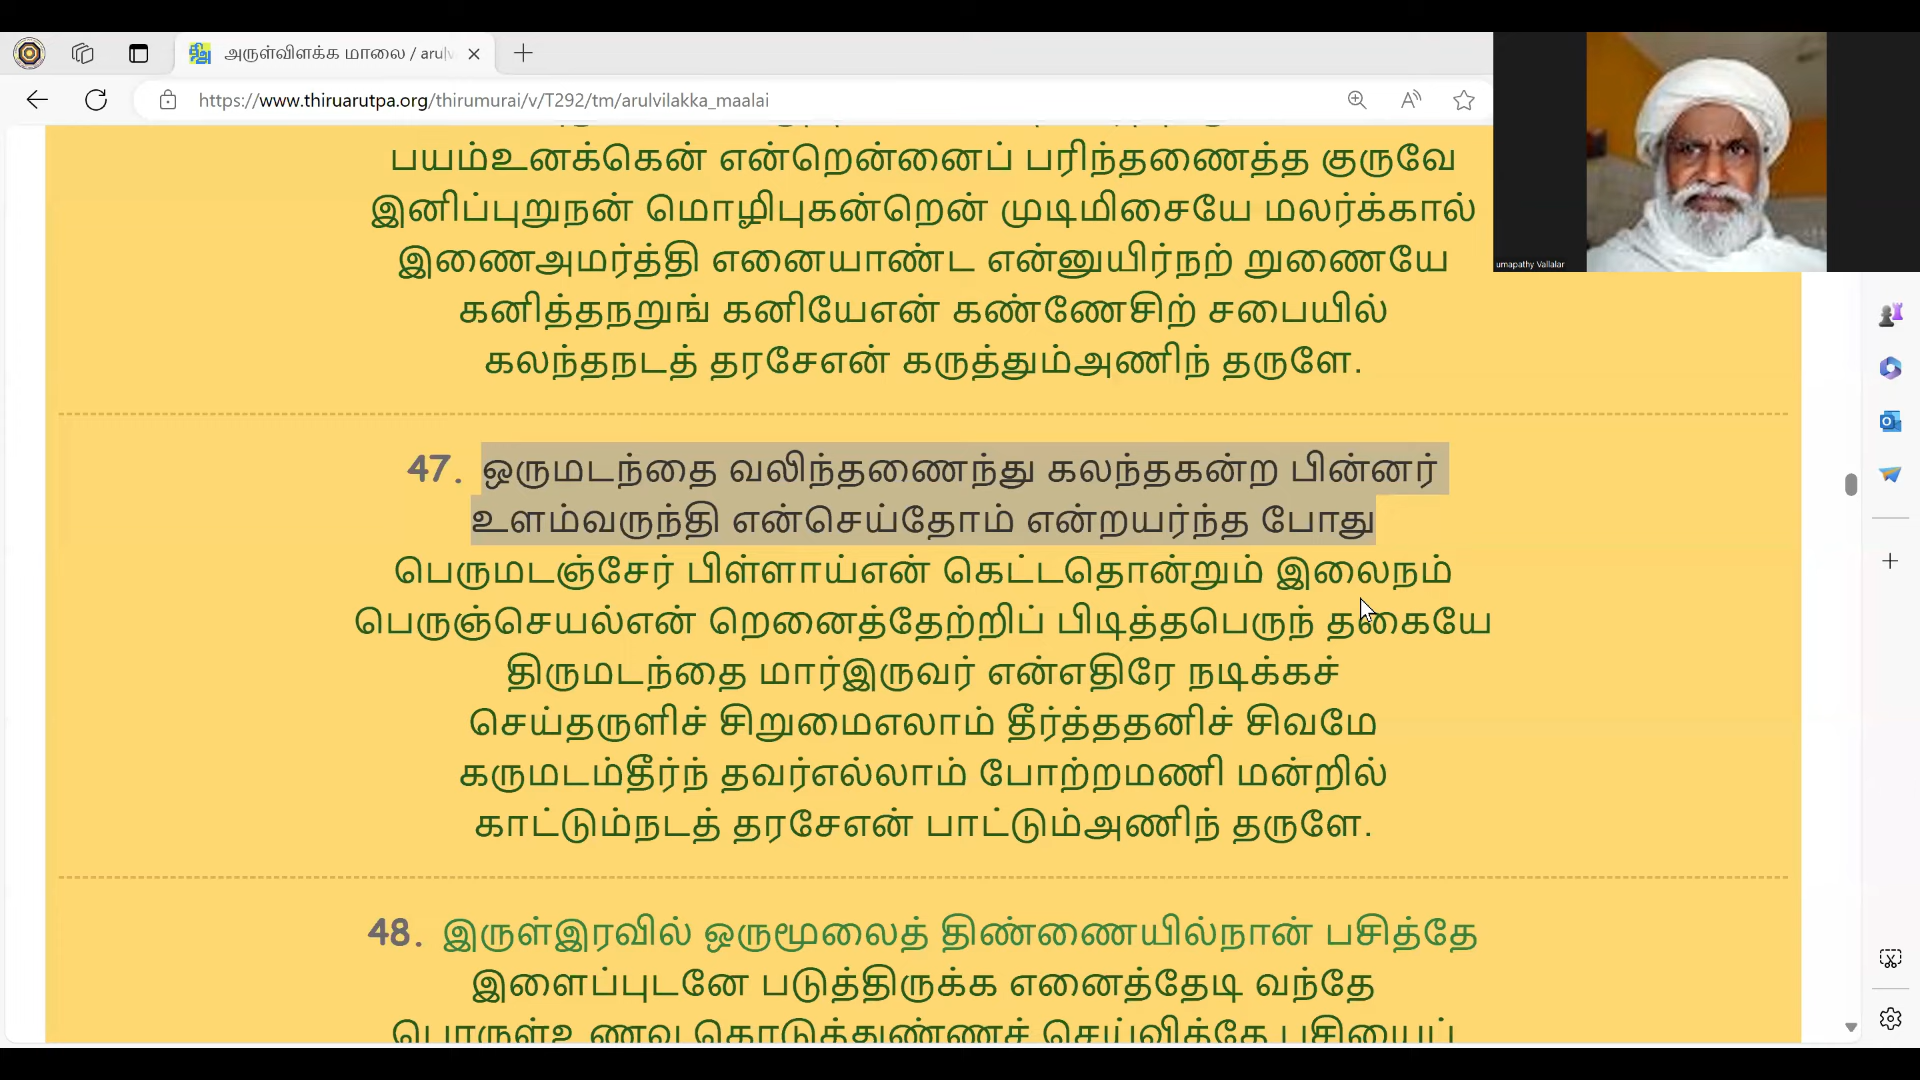 அருள்விளக்க மாலை / arulv
https://www.thiruarutpa.org/thirumurai/v/T292/tm/arulvilakka_maalai
umapathy Vallalar
பயம்உனக்கென் என்றென்னைப் பரிந்தணைத்த குருவே
இனிப்புறுநன் மொழிபுகன்றென் முடிமிசையே மலர்க்கால்
இணைஅமர்த்தி எனையாண்ட என்னுயிர்நற் றுணையே
கனித்தநறுங் கனியேஎன் கண்ணேசிற் சபையில்
கலந்தநடத் தரசேஎன் கருத்தும்அணிந் தருளே.
47. ஒருமடந்தை வலிந்தணைந்து கலந்தகன்ற பின்னர்
உளம்வருந்தி என்செய்தோம் என்றயர்ந்த போது
பெருமடஞ்சேர் பிள்ளாய்என் கெட்டதொன்றும் இலைநம்
பெருஞ்செயல்என் றெனைத்தேற்றிப் பிடித்தபெருந் தகையே
திருமடந்தை மார்இருவர் என்எதிரே நடிக்கச்
செய்தருளிச் சிறுமைஎலாம் தீர்த்ததனிச் சிவமே
கருமடம்தீர்ந் தவர்எல்லாம் போற்றமணி மன்றில்
காட்டும்நடத் தரசேஎன் பாட்டும்அணிந் தருளே.
48. இருள்இரவில் ஒருமூலைத் திண்ணையில்நான் பசித்தே
இளைப்புடனே படுத்திருக்க எனைத்தேடி வந்தே
பொருள்உணவு கொடுத்துண்ணச் செய்வித்தே பசியைப்